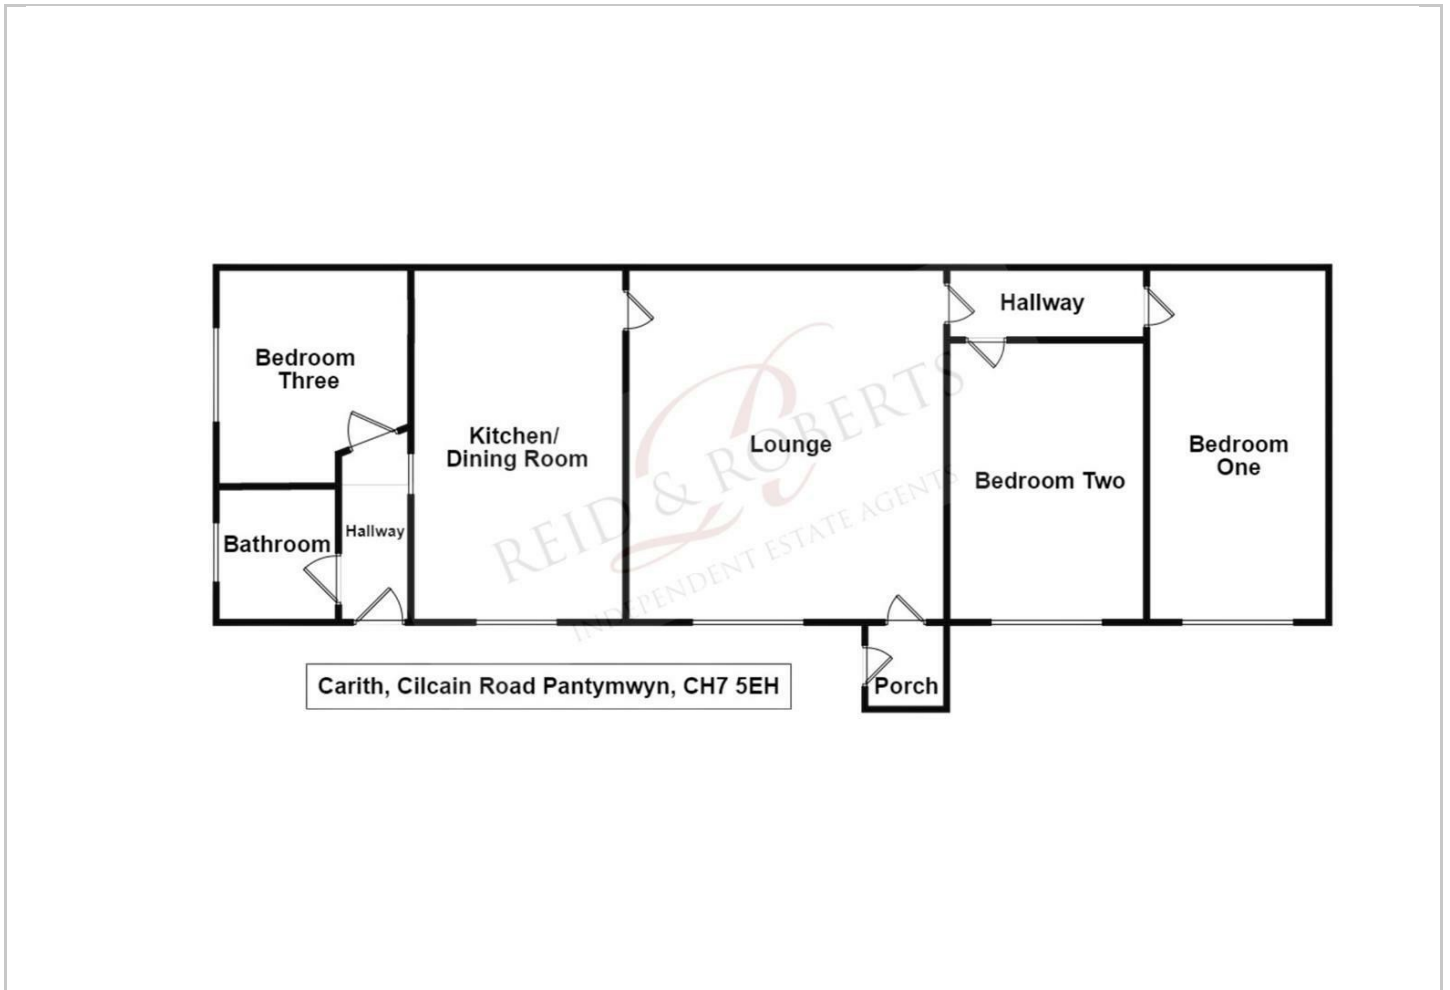 Bedroom
Three
Kitchen/
Dining Room
Lounge
Hallway
Bedroom Two
Bedroom
One
Bathroom
Hallway
Porch
Carith, Cilcain Road Pantymwyn, CH7 5EH
REID & ROBERTS
INDEPENDENT ESTATE AGENTS